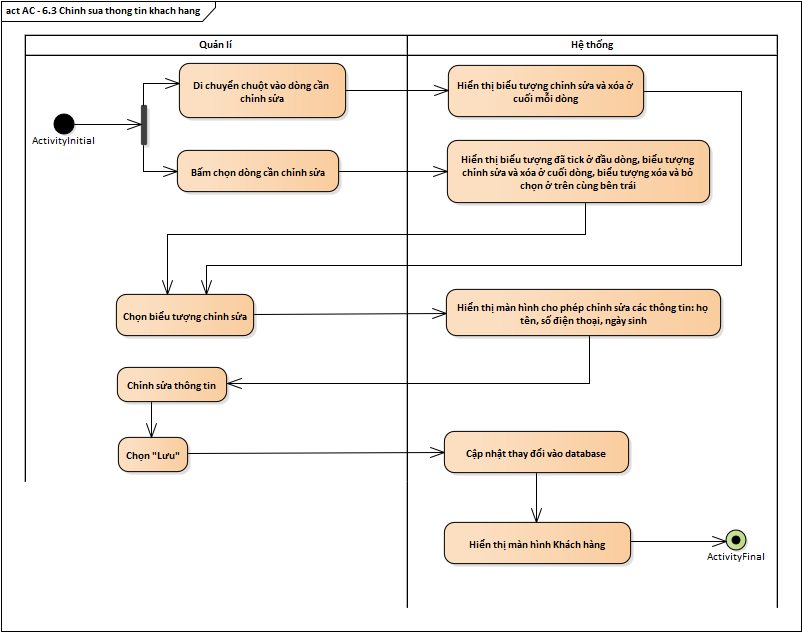 act AC - 6.3 Chinh sua thong tin khach hang
Quản lí
Hệ thống
Di chuyển chuột vào dòng cần
chỉnh sửa
Hiển thị biểu tượng chỉnh sửa và xóa ở
cuối mỗi dòng
ActivityInitial
Bấm chọn dòng cần chỉnh sửa
Hiển thị biểu tượng đã tick ở đầu dòng, biểu tượng
chỉnh sửa và xóa ở cuối dòng, biểu tượng xóa và bỏ
chọn ở trên cùng bên trái
Chọn biểu tượng chỉnh sửa
Hiển thị màn hình cho phép chỉnh sửa các thông tin: họ
tên, số điện thoại, ngày sinh
Chỉnh sửa thông tin
Chọn "Lưu"
Cập nhật thay đổi vào database
Hiển thị màn hình Khách hàng
ActivityFinal